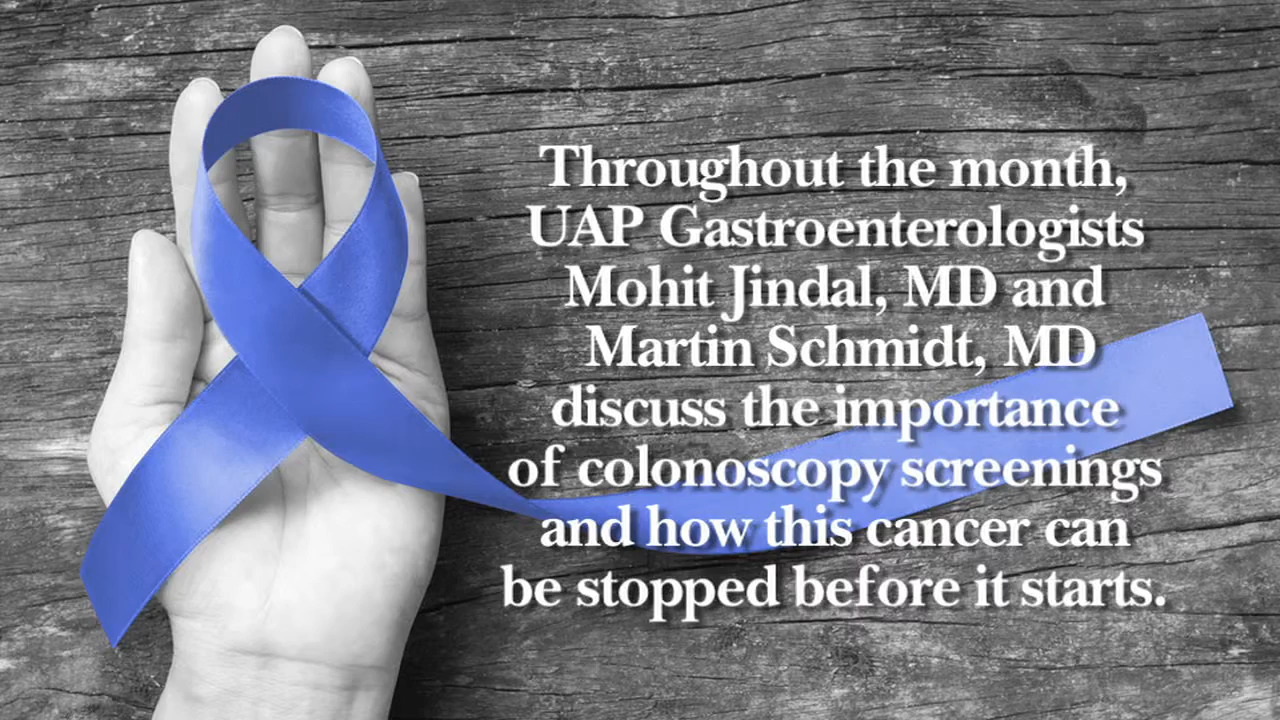 Throughout the month,
UAP Gastroenterologists
Mohit Jindal, MD and
Martin Schmidt, MD
discuss the importance
of colonoscopy screenings
and how this cancer can
be stopped before it starts.